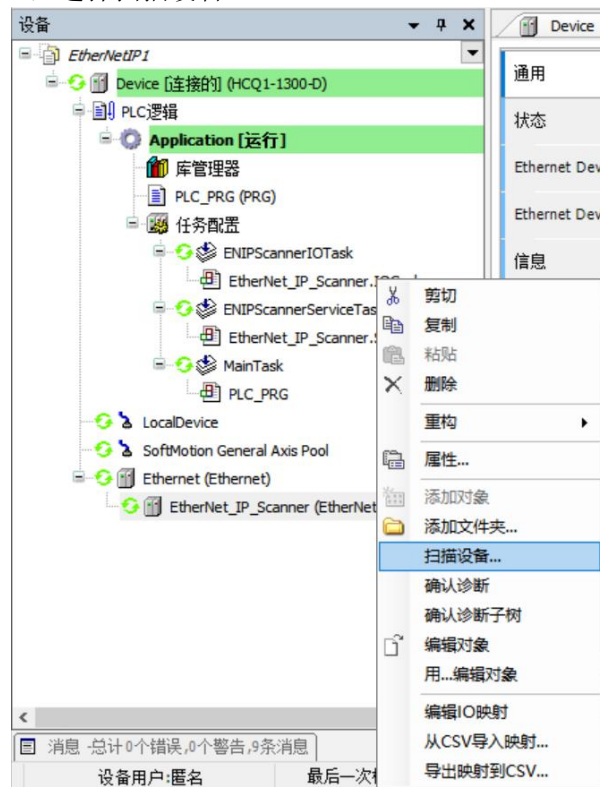 设备
Device
EtherNetIP1
Device [连接的] (HCQ1-1300-D)
通用
PLC逻辑
状态
Application [运行]
库管理器
Ethernet Dev
PLC_PRG (PRG)
任务配置
Ethernet Dev
ENIPScannerIOTask
信息
EtherNet_IP_Scanner.
ENIPScannerServiceTas
EtherNet_IP_Scanner.
MainTask
PLC_PRG
LocalDevice
SoftMotion General Axis Pool
Ethernet (Ethernet)
EtherNet_IP_Scanner (EtherNet
剪切
复制
粘贴
删除
重构
属性...
添加对象
添加文件夹...
扫描设备...
确认诊断
确认诊断子树
编辑对象
用...编辑对象
编辑IO映射
从CSV导入映射...
导出映射到CSV...
消息 -总计0个错误,0个警告,9条消息
设备用户:匿名
最后一次